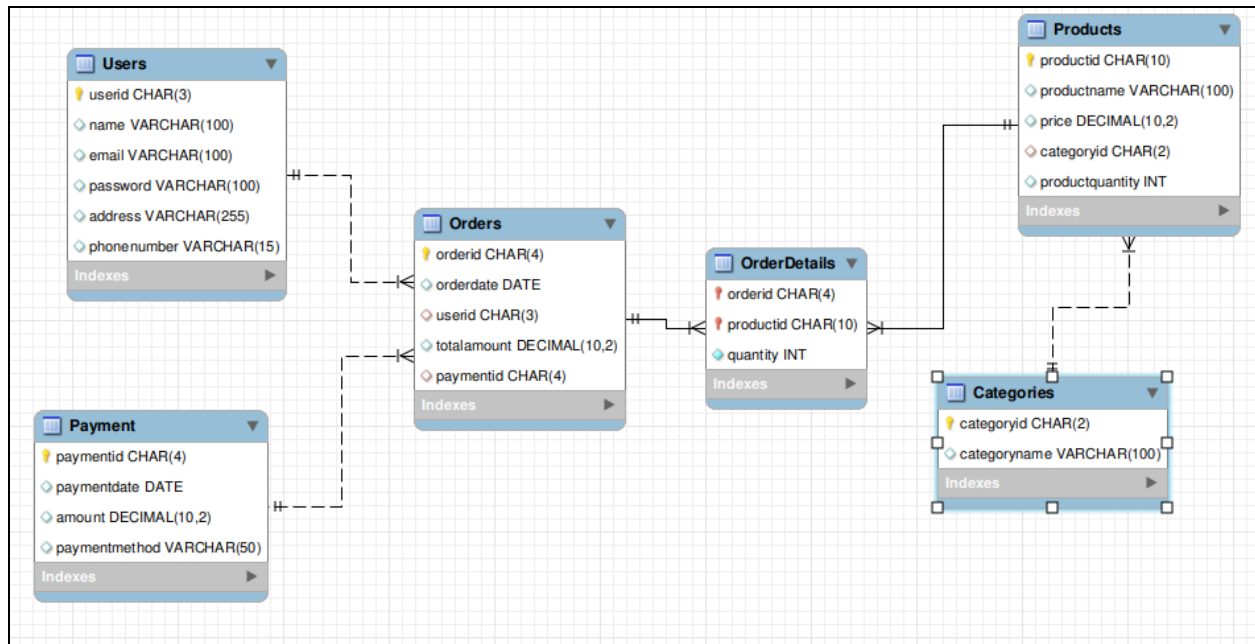 Users
userid CHAR(3)
name VARCHAR(100)
email VARCHAR(100)
password VARCHAR(100)
address VARCHAR(255)
phonenumber VARCHAR(15)
Indexes
Payment
paymentid CHAR(4)
paymentdate DATE
amount DECIMAL(10,2)
paymentmethod VARCHAR(50)
Indexes
Orders
orderid CHAR(4)
orderdate DATE
userid CHAR(3)
totalamount DECIMAL(10,2)
paymentid CHAR(4)
Indexes
OrderDetails
orderid CHAR(4)
productid CHAR(10)
quantity INT
Indexes
Products
productid CHAR(10)
productname VARCHAR(100)
price DECIMAL(10,2)
categoryid CHAR(2)
productquantity INT
Indexes
Categories
categoryid CHAR(2)
categoryname VARCHAR(100)
Indexes